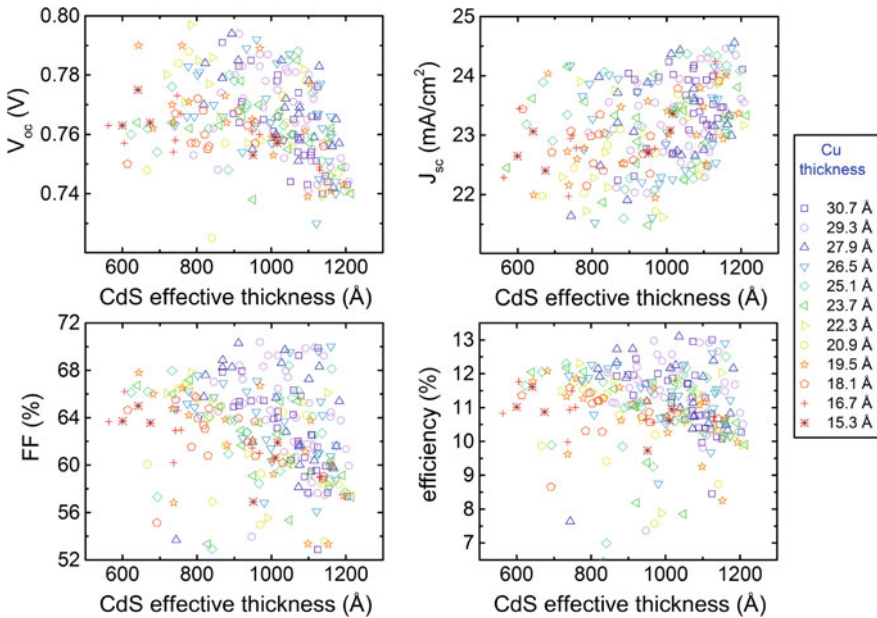 0.80
0.78
0.76
0.74
V_oc (V)
600 800 1000 1200
CdS effective thickness (Å)
25
24
23
22
J_sc (mA/cm²)
600 800 1000 1200
CdS effective thickness (Å)
72
68
64
60
56
52
FF (%)
600 800 1000 1200
CdS effective thickness (Å)
13
12
11
10
9
8
7
efficiency (%)
600 800 1000 1200
CdS effective thickness (Å)
Cu
thickness
30.7 Å
29.3 Å
27.9 Å
26.5 Å
25.1 Å
23.7 Å
22.3 Å
20.9 Å
19.5 Å
18.1 Å
16.7 Å
15.3 Å